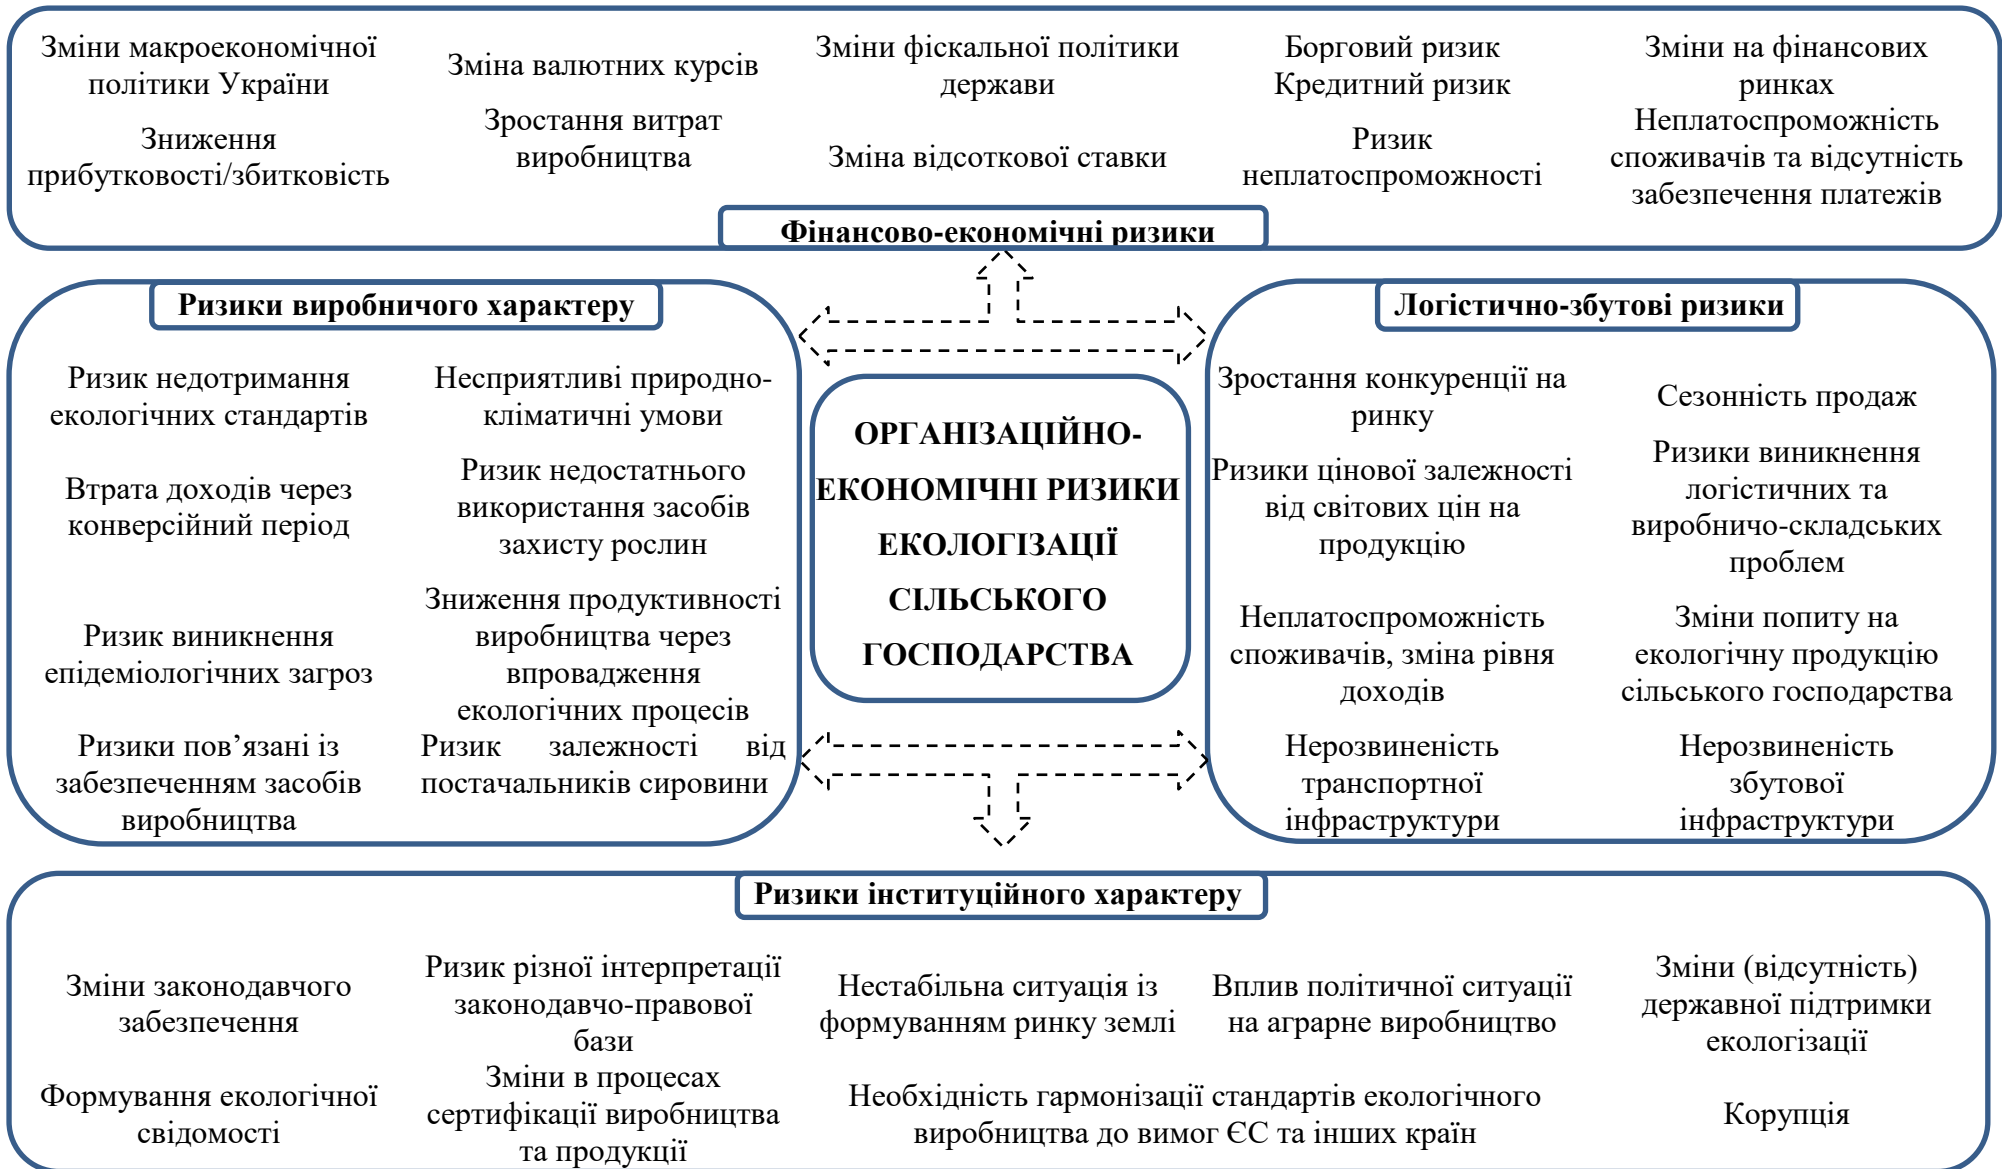 Зміни макроекономічної
політики України
Зміна валютних курсів
Зміни фіскальної політики
держави
Борговий ризик
Кредитний ризик
Зміни на фінансових
ринках
Зниження
прибутковості/збитковість
Зростання витрат
виробництва
Зміна відсоткової ставки
Ризик
неплатоспроможності
Неплатоспроможність
споживачів та відсутність
забезпечення платежів
Фінансово-економічні ризики
Ризики виробничого характеру
Ризик недотримання
екологічних стандартів
Несприятливі природно-
кліматичні умови
Втрата доходів через
конверсійний період
Ризик недостатнього
використання засобів
захисту рослин
Ризик виникнення
епідеміологічних загроз
Зниження продуктивності
виробництва через
впровадження
екологічних процесів
Ризики пов’язані із
забезпеченням засобів
виробництва
Ризик залежності від
постачальників сировини
ОРГАНІЗАЦІЙНО-
ЕКОНОМІЧНІ РИЗИКИ
ЕКОЛОГІЗАЦІЇ
СІЛЬСЬКОГО
ГОСПОДАРСТВА
Логістично-збутові ризики
Зростання конкуренції на
ринку
Сезонність продаж
Ризики цінової залежності
від світових цін на
продукцію
Ризики виникнення
логістичних та
виробничо-складських
проблем
Неплатоспроможність
споживачів, зміна рівня
доходів
Зміни попиту на
екологічну продукцію
сільського господарства
Нерозвиненість
транспортної
інфраструктури
Нерозвиненість
збутової
інфраструктури
Ризики інституційного характеру
Зміни законодавчого
забезпечення
Ризик різної інтерпретації
законодавчо-правової
бази
Нестабільна ситуація із
формуванням ринку землі
Вплив політичної ситуації
на аграрне виробництво
Зміни (відсутність)
державної підтримки
екологізації
Формування екологічної
свідомості
Зміни в процесах
сертифікації виробництва
та продукції
Необхідність гармонізації стандартів екологічного
виробництва до вимог ЄС та інших країн
Корупція